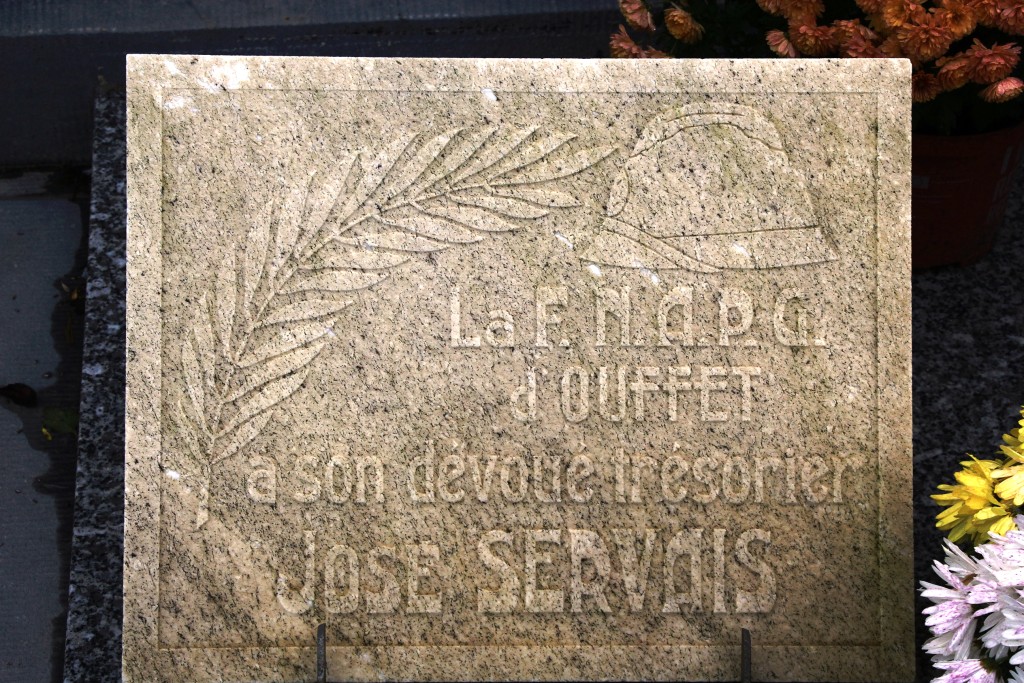 La F. N.A.P.G.
d'OUFFET
a son dévoué trésorier
JOSÉ SERVAIS